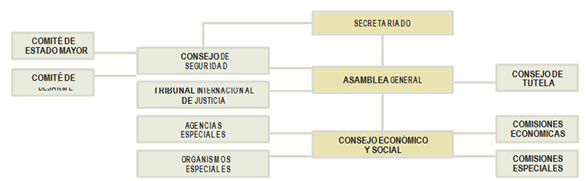 SECRETARIADO
COMITÉ DE
ESTADO MAYOR
CONSEJO DE
SEGURIDAD
COMITÉ DE
ASAMBLEA GENERAL
CONSEJO DE
TUTELA
TRIBUNAL INTERNACIONAL
DE JUSTICIA
AGENCIAS
ESPECIALES
CONSEJO ECONÓMICO
Y SOCIAL
COMISIONES
ECONÓMICAS
ORGANISMOS
ESPECIALES
COMISIONES
ESPECIALES